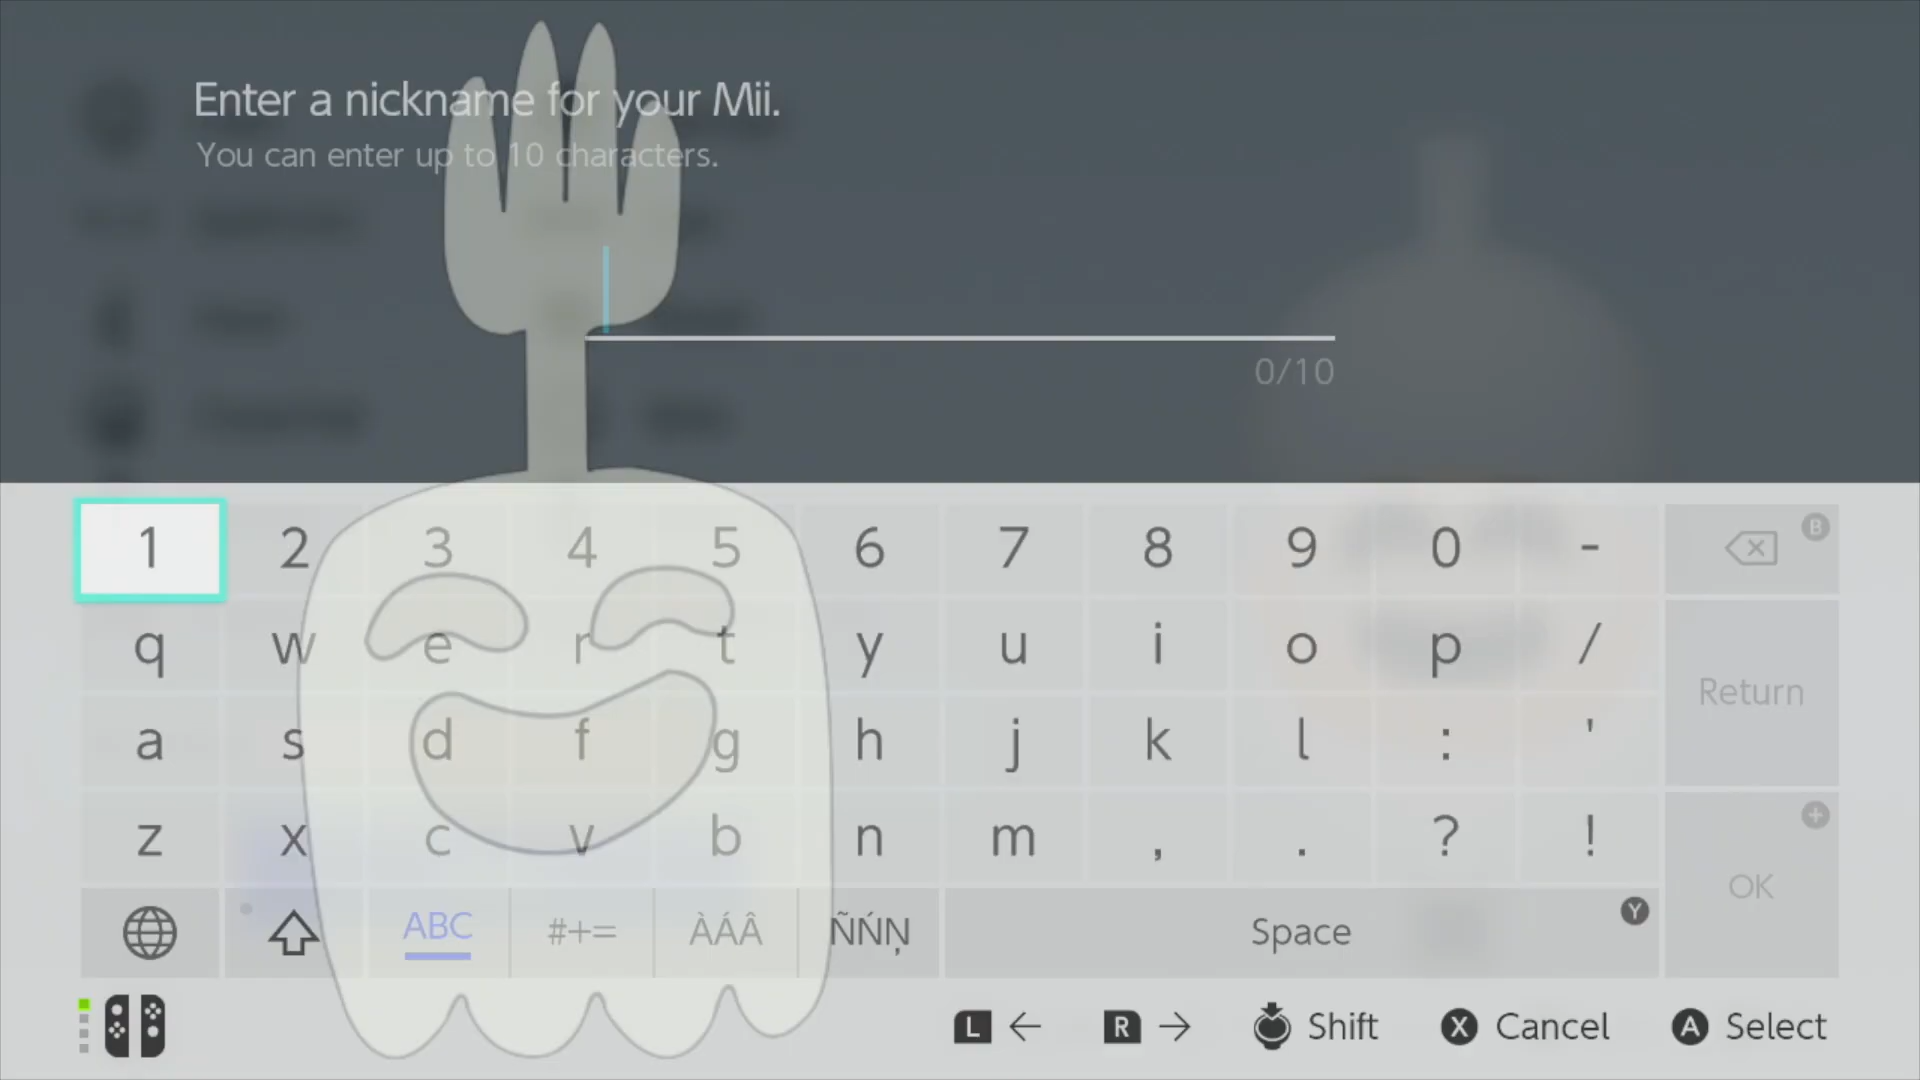 Enter a nickname for your Mii.
You can enter up to 10 characters.
0/10
1 2 3 4 5 6 7 8 9 0 - B
q w e r t y u i o p / Return
a s d f g h j k l : '
z x c v b n m , . ? ! OK
ABC #+= ÀÁÂ ÑŃŅ Space Y
L ← R → Shift X Cancel A Select